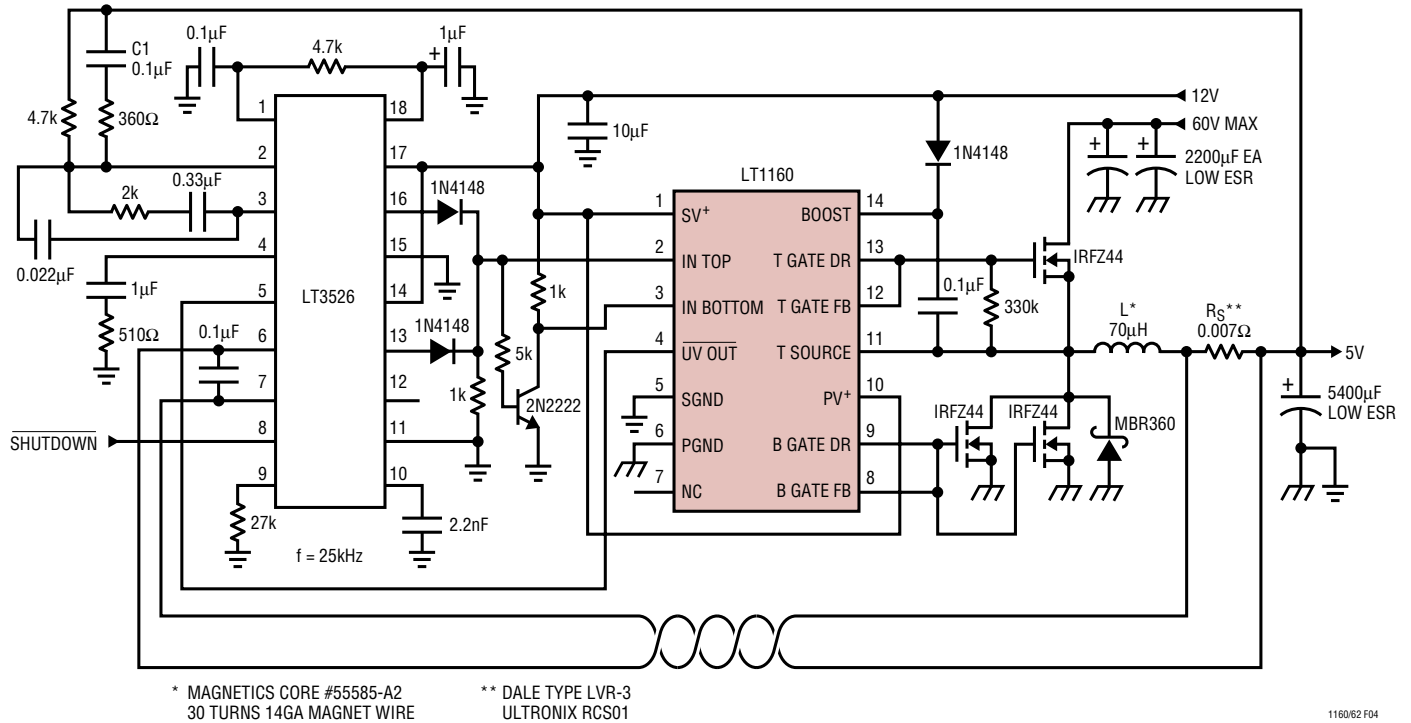 C1
0.1µF
4.7k
360Ω
0.1µF
4.7k
1µF
+
2k
0.33µF
0.022µF
1µF
510Ω
0.1µF
SHUTDOWN
27k
2.2nF
f = 25kHz
LT3526
1
2
3
4
5
6
7
8
9
18
17
16
15
14
13
12
11
10
1N4148
1N4148
1k
5k
1k
2N2222
10µF
12V
60V MAX
+
+
2200µF EA
LOW ESR
1N4148
LT1160
1
SV+
2
IN TOP
3
IN BOTTOM
4
UV OUT
5
SGND
6
PGND
7
NC
14
BOOST
13
T GATE DR
12
T GATE FB
11
T SOURCE
10
PV+
9
B GATE DR
8
B GATE FB
0.1µF
330k
IRFZ44
L*
70µH
RS**
0.007Ω
5V
+
5400µF
LOW ESR
IRFZ44
IRFZ44
MBR360
* MAGNETICS CORE #55585-A2
30 TURNS 14GA MAGNET WIRE
** DALE TYPE LVR-3
ULTRONIX RCS01
1160/62 F04